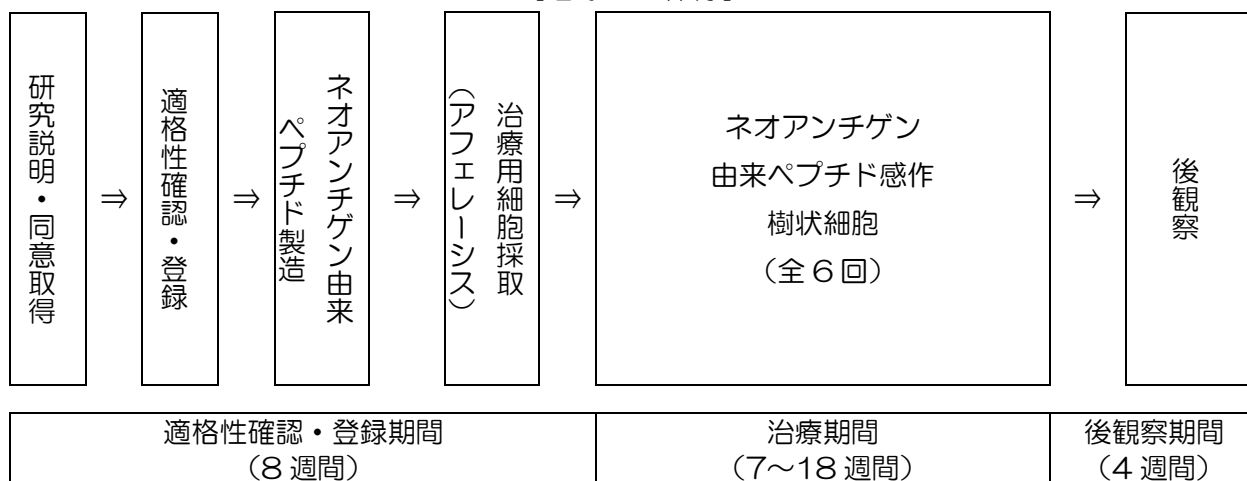 研究説明・同意取得
⇒
適格性確認・登録
⇒
ネオアンチゲン由来
ペプチド製造
⇒
治療用細胞採取
（アフェレーシス）
⇒
ネオアンチゲン
由来ペプチド感作
樹状細胞
（全６回）
⇒
後観察
適格性確認・登録期間
（8 週間）
治療期間
（7～18 週間）
後観察期間
（4 週間）